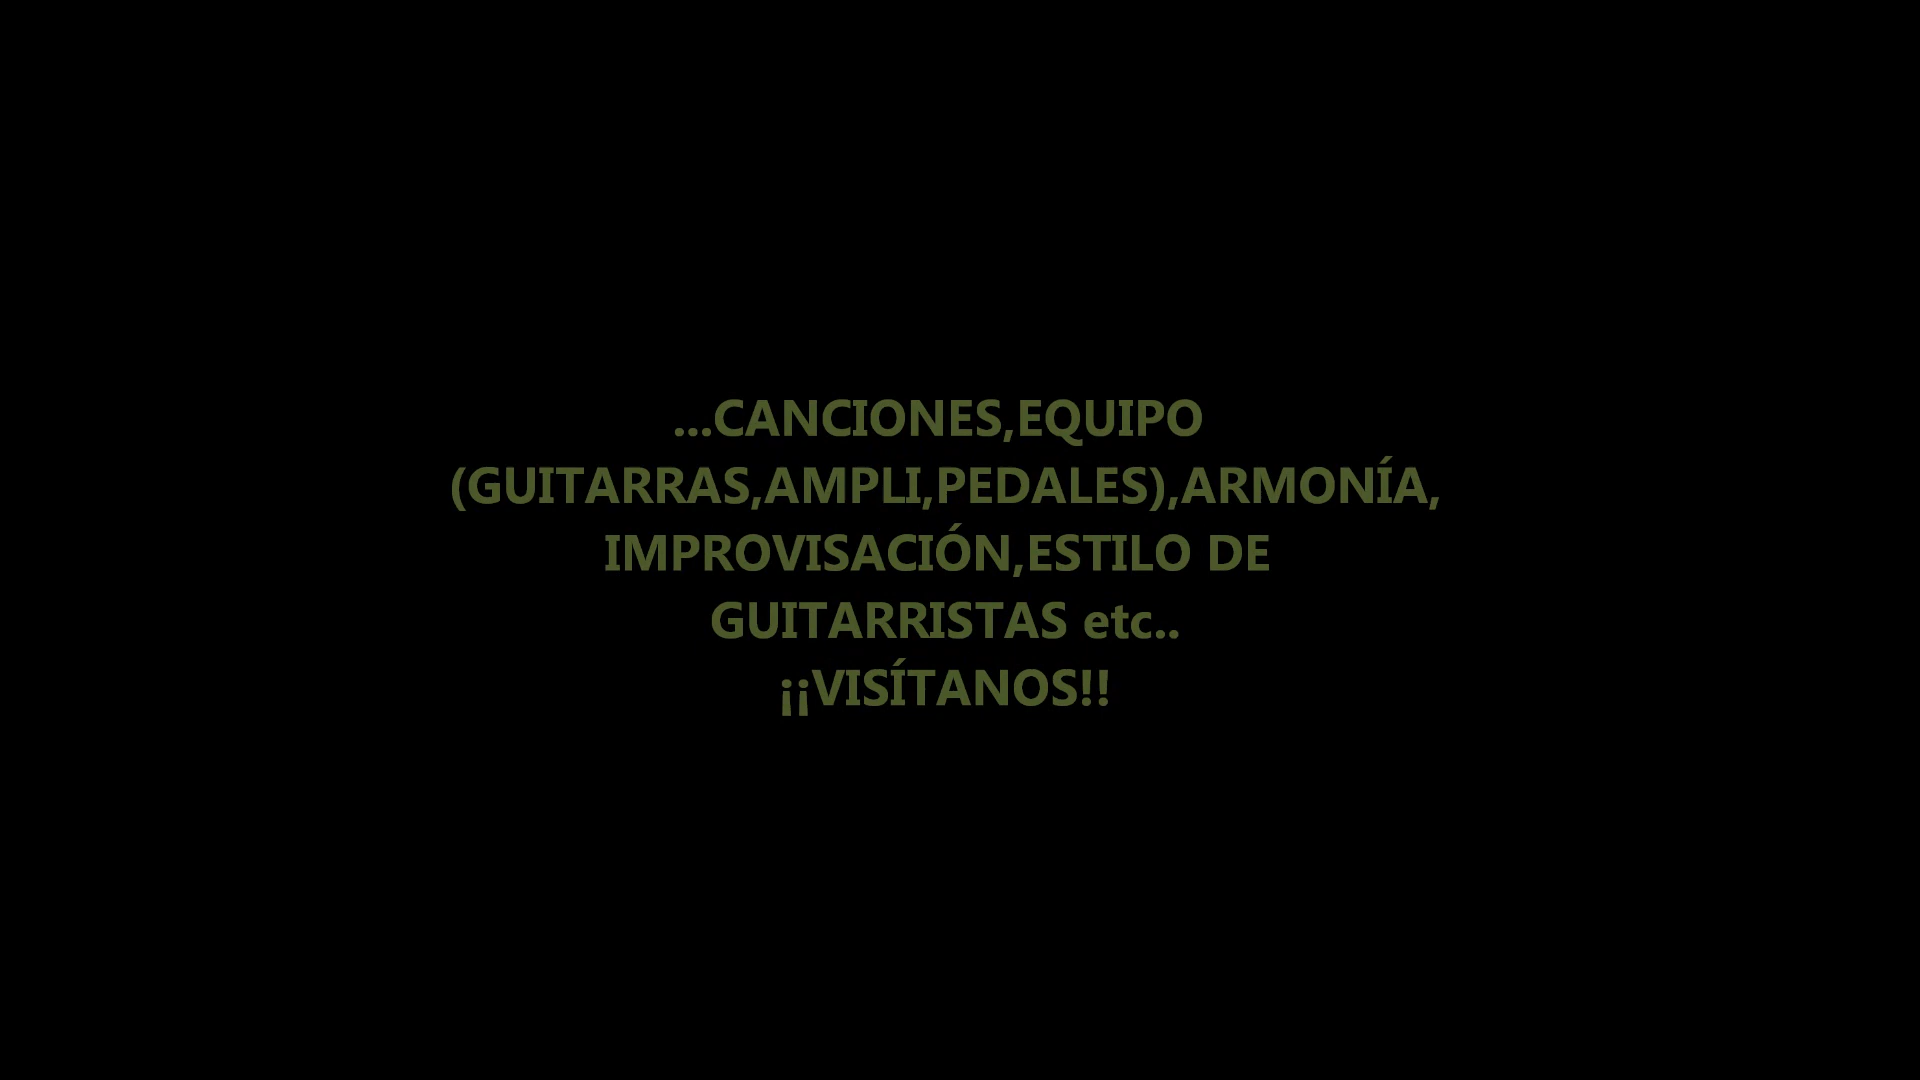 ...CANCIONES,EQUIPO
(GUITARRAS,AMPLI,PEDALES),ARMONÍA,
IMPROVISACIÓN,ESTILO DE
GUITARRISTAS etc..
¡¡VISÍTANOS!!